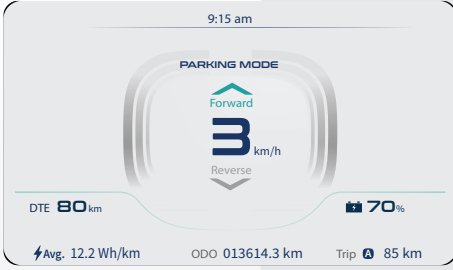 9:15 am
PARKING MODE
Forward
3 km/h
Reverse
DTE 80 km
70%
Avg. 12.2 Wh/km
ODO 013614.3 km
Trip A 85 km